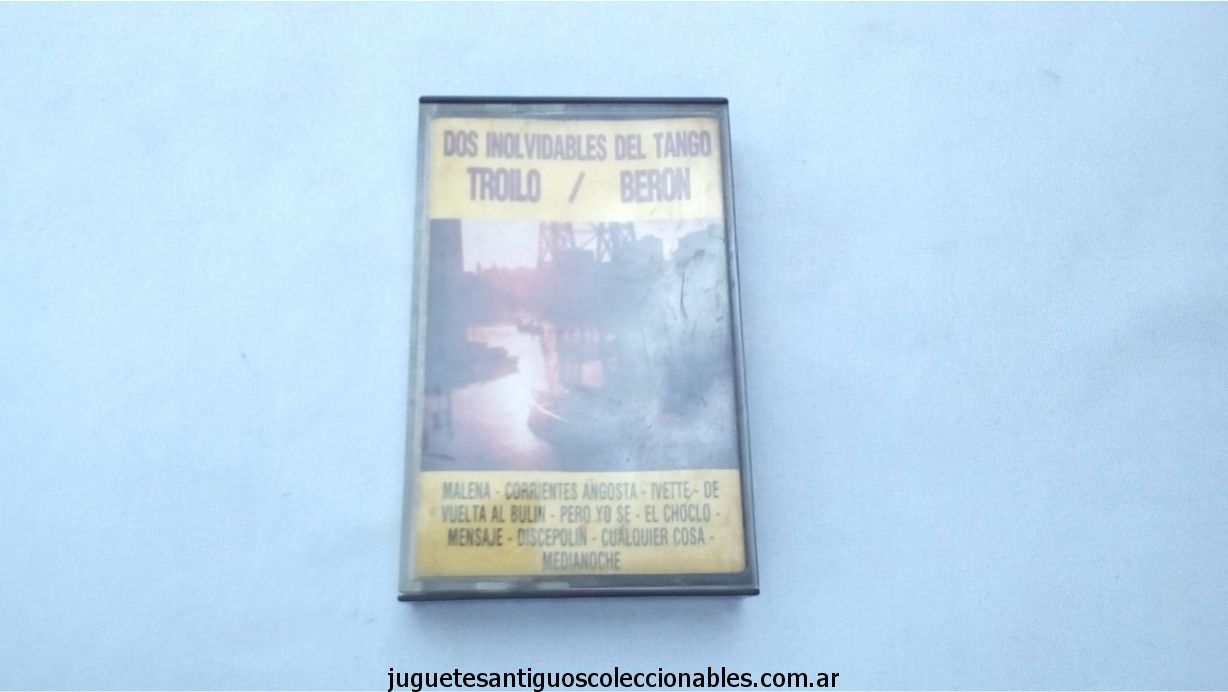 DOS INOLVIDABLES DEL TANGO
TROILO / BERON
MALENA - CORRIENTES ANGOSTA - IVETTE - DE
VUELTA AL BULIN - PERO YO SE - EL CHOCLO -
MENSAJE - DISCEPOLIN - CUALQUIER COSA -
MEDIANOCHE
juguetesantiguoscoleccionables.com.ar